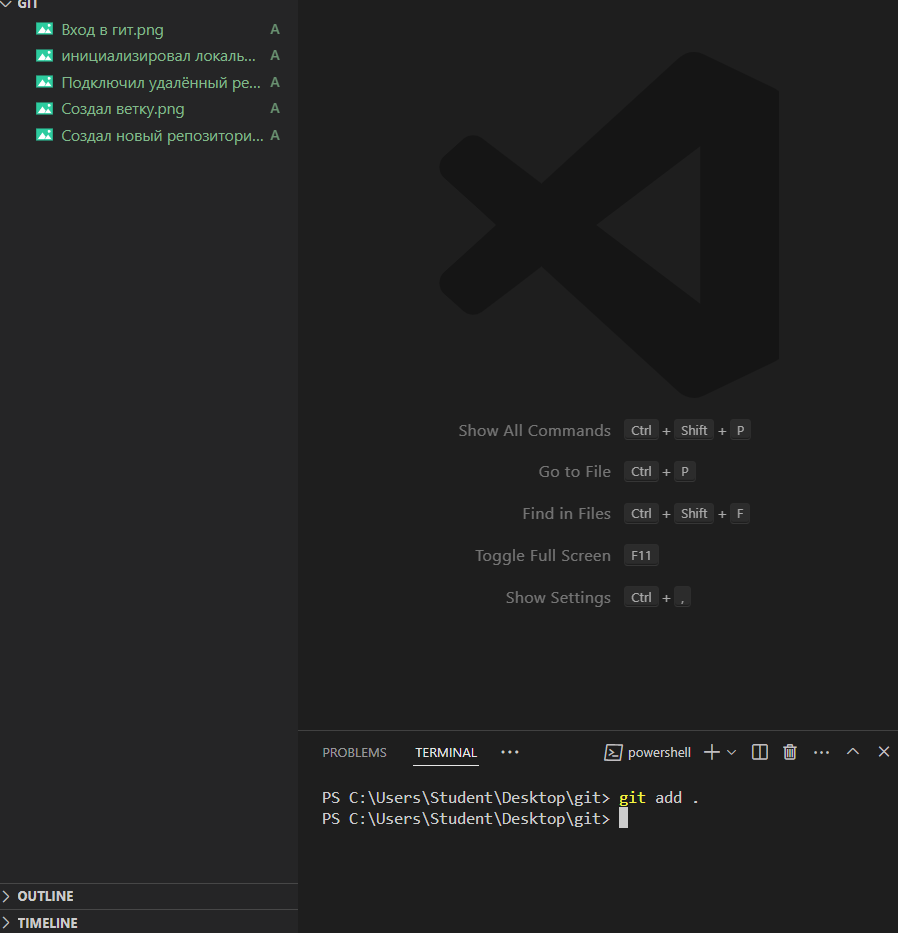 GIT
Вход в гит.png A
инициализировал локаль... A
Подключил удалённый ре... A
Создал ветку.png A
Создал новый репозитори... A
Show All Commands Ctrl + Shift + P
Go to File Ctrl + P
Find in Files Ctrl + Shift + F
Toggle Full Screen F11
Show Settings Ctrl + ,
PROBLEMS TERMINAL ··· powershell
PS C:\Users\Student\Desktop\git> git add .
PS C:\Users\Student\Desktop\git>
OUTLINE
TIMELINE